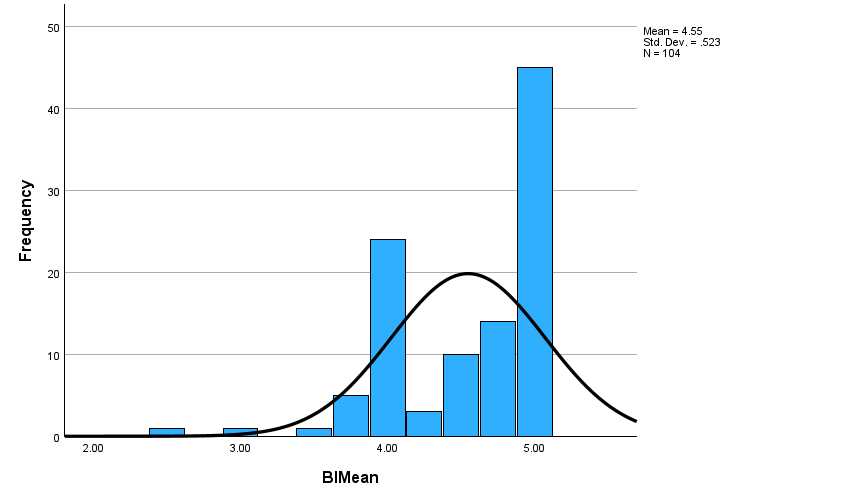 Mean = 4.55
Std. Dev. = .523
N = 104
50
40
30
20
10
0
Frequency
2.00 3.00 4.00 5.00
BIMean